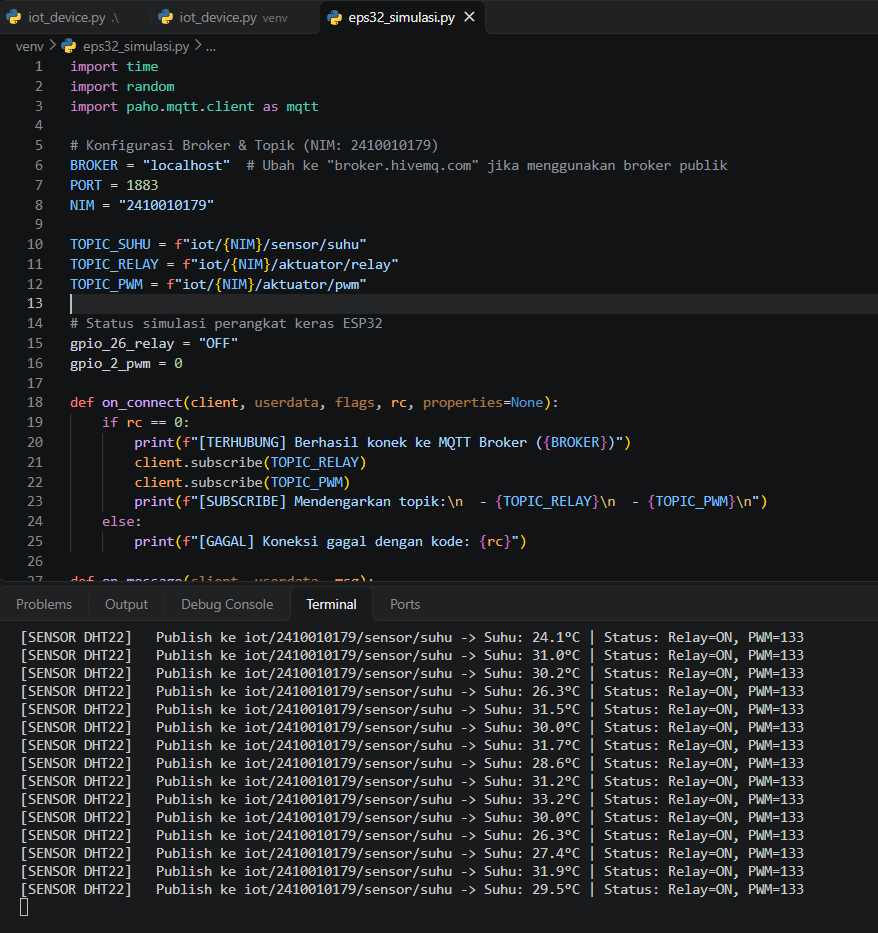 iot_device.py .\ iot_device.py venv eps32_simulasi.py
venv > eps32_simulasi.py > ...
1 import time
2 import random
3 import paho.mqtt.client as mqtt
4
5 # Konfigurasi Broker & Topik (NIM: 2410010179)
6 BROKER = "localhost"  # Ubah ke "broker.hivemq.com" jika menggunakan broker publik
7 PORT = 1883
8 NIM = "2410010179"
9
10 TOPIC_SUHU = f"iot/{NIM}/sensor/suhu"
11 TOPIC_RELAY = f"iot/{NIM}/aktuator/relay"
12 TOPIC_PWM = f"iot/{NIM}/aktuator/pwm"
13
14 # Status simulasi perangkat keras ESP32
15 gpio_26_relay = "OFF"
16 gpio_2_pwm = 0
17
18 def on_connect(client, userdata, flags, rc, properties=None):
19     if rc == 0:
20         print(f"[TERHUBUNG] Berhasil konek ke MQTT Broker ({BROKER})")
21         client.subscribe(TOPIC_RELAY)
22         client.subscribe(TOPIC_PWM)
23         print(f"[SUBSCRIBE] Mendengarkan topik:\n  - {TOPIC_RELAY}\n  - {TOPIC_PWM}\n")
24     else:
25         print(f"[GAGAL] Koneksi gagal dengan kode: {rc}")
26
27 def on_message(client, userdata, msg):
Problems Output Debug Console Terminal Ports
[SENSOR DHT22]   Publish ke iot/2410010179/sensor/suhu -> Suhu: 24.1°C | Status: Relay=ON, PWM=133
[SENSOR DHT22]   Publish ke iot/2410010179/sensor/suhu -> Suhu: 31.0°C | Status: Relay=ON, PWM=133
[SENSOR DHT22]   Publish ke iot/2410010179/sensor/suhu -> Suhu: 30.2°C | Status: Relay=ON, PWM=133
[SENSOR DHT22]   Publish ke iot/2410010179/sensor/suhu -> Suhu: 26.3°C | Status: Relay=ON, PWM=133
[SENSOR DHT22]   Publish ke iot/2410010179/sensor/suhu -> Suhu: 31.5°C | Status: Relay=ON, PWM=133
[SENSOR DHT22]   Publish ke iot/2410010179/sensor/suhu -> Suhu: 30.0°C | Status: Relay=ON, PWM=133
[SENSOR DHT22]   Publish ke iot/2410010179/sensor/suhu -> Suhu: 31.7°C | Status: Relay=ON, PWM=133
[SENSOR DHT22]   Publish ke iot/2410010179/sensor/suhu -> Suhu: 28.6°C | Status: Relay=ON, PWM=133
[SENSOR DHT22]   Publish ke iot/2410010179/sensor/suhu -> Suhu: 31.2°C | Status: Relay=ON, PWM=133
[SENSOR DHT22]   Publish ke iot/2410010179/sensor/suhu -> Suhu: 33.2°C | Status: Relay=ON, PWM=133
[SENSOR DHT22]   Publish ke iot/2410010179/sensor/suhu -> Suhu: 30.0°C | Status: Relay=ON, PWM=133
[SENSOR DHT22]   Publish ke iot/2410010179/sensor/suhu -> Suhu: 26.3°C | Status: Relay=ON, PWM=133
[SENSOR DHT22]   Publish ke iot/2410010179/sensor/suhu -> Suhu: 27.4°C | Status: Relay=ON, PWM=133
[SENSOR DHT22]   Publish ke iot/2410010179/sensor/suhu -> Suhu: 31.9°C | Status: Relay=ON, PWM=133
[SENSOR DHT22]   Publish ke iot/2410010179/sensor/suhu -> Suhu: 29.5°C | Status: Relay=ON, PWM=133